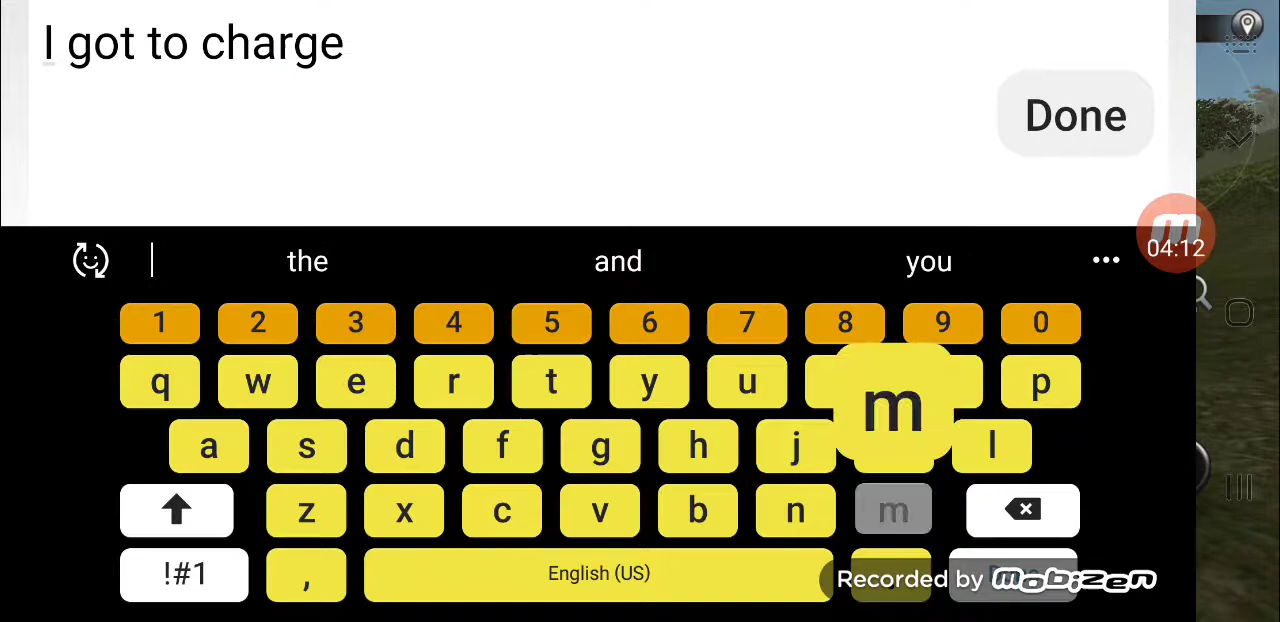 I got to charge
Done
04:12
the and you •••
1 2 3 4 5 6 7 8 9 0
q w e r t y u p
m
a s d f g h j l
z x c v b n m
!#1 , English (US)
Recorded by mobizen